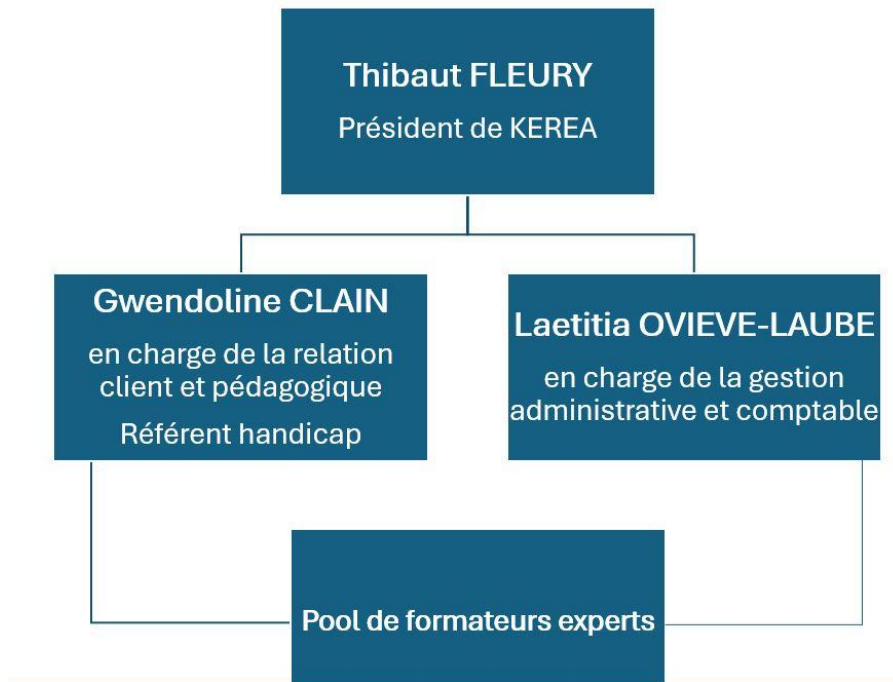 Thibaut FLEURY
Président de KEREA
Gwendoline CLAIN
en charge de la relation
client et pédagogique
Référent handicap
Laetitia OVIEVE-LAUBE
en charge de la gestion
administrative et comptable
Pool de formateurs experts